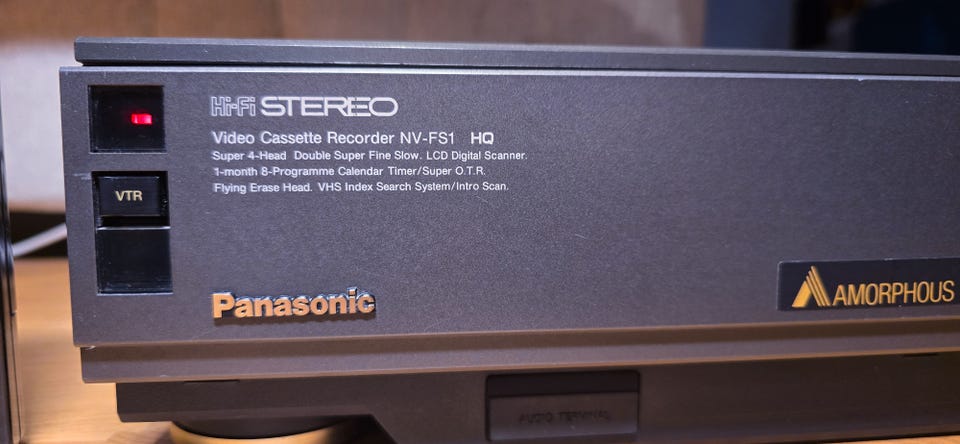 Hi-Fi STEREO
Video Cassette Recorder NV-FS1 HQ
Super 4-Head Double Super Fine Slow. LCD Digital Scanner.
1-month 8-Programme Calendar Timer/Super O.T.R.
Flying Erase Head. VHS Index Search System/Intro Scan.
VTR
Panasonic
AMORPHOUS
AUDIO TERMINAL